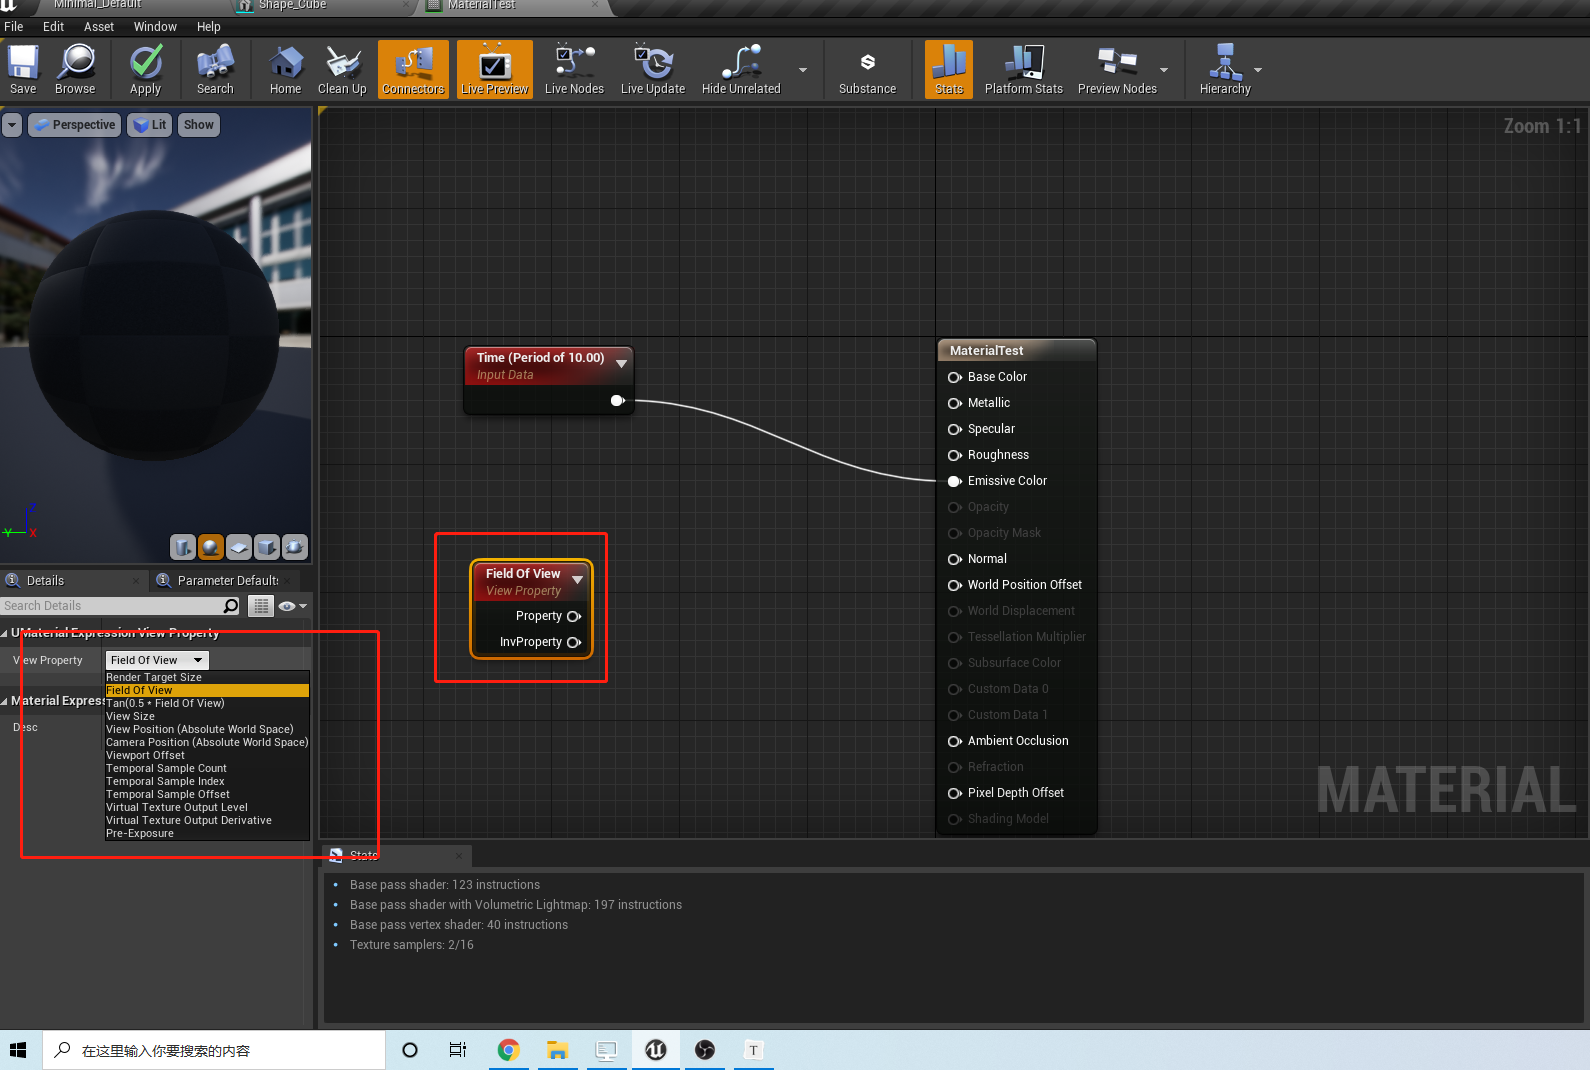 Minimal_Default
Shape_Cube
MaterialTest
File Edit Asset Window Help
Save Browse Apply Search Home Clean Up Connectors Live Preview Live Nodes Live Update Hide Unrelated Substance Stats Platform Stats Preview Nodes Hierarchy
Perspective Lit Show
Zoom 1:1
Time (Period of 10.00)
Input Data
MaterialTest
Base Color
Metallic
Specular
Roughness
Emissive Color
Opacity
Opacity Mask
Normal
World Position Offset
World Displacement
Tessellation Multiplier
Subsurface Color
Custom Data 0
Custom Data 1
Ambient Occlusion
Refraction
Pixel Depth Offset
Shading Model
Field Of View
View Property
Property
InvProperty
MATERIAL
Z
Y
X
Details
Parameter Defaults
Search Details
UMaterial Expression View Property
View Property
Field Of View
Render Target Size
Field Of View
Tan(0.5 * Field Of View)
View Size
View Position (Absolute World Space)
Camera Position (Absolute World Space)
Viewport Offset
Temporal Sample Count
Temporal Sample Index
Temporal Sample Offset
Virtual Texture Output Level
Virtual Texture Output Derivative
Pre-Exposure
Material Express
Desc
Stats
Base pass shader: 123 instructions
Base pass shader with Volumetric Lightmap: 197 instructions
Base pass vertex shader: 40 instructions
Texture samplers: 2/16
在这里输入你要搜索的内容
T